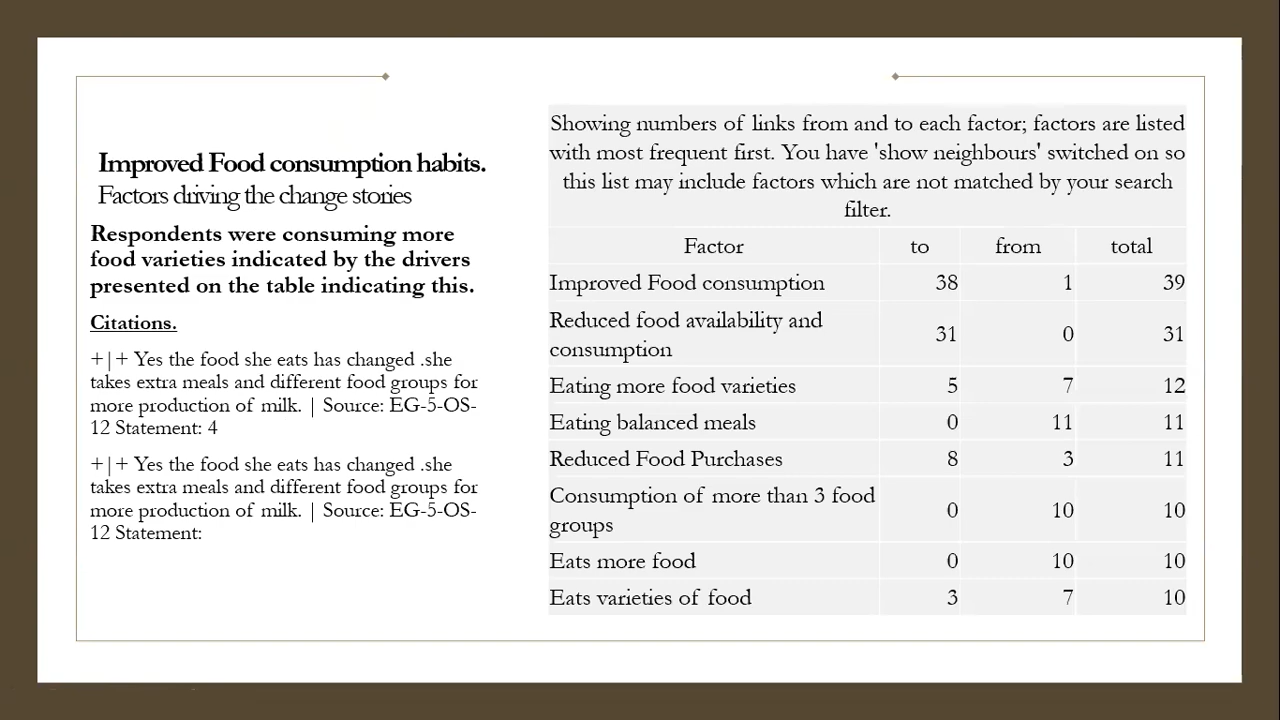 Improved Food consumption habits.
Factors driving the change stories
Respondents were consuming more
food varieties indicated by the drivers
presented on the table indicating this.
Citations.
+|+ Yes the food she eats has changed .she
takes extra meals and different food groups for
more production of milk. | Source: EG-5-OS-
12 Statement: 4
+|+ Yes the food she eats has changed .she
takes extra meals and different food groups for
more production of milk. | Source: EG-5-OS-
12 Statement:
Showing numbers of links from and to each factor; factors are listed
with most frequent first. You have 'show neighbours' switched on so
this list may include factors which are not matched by your search
filter.
Factor to from total
Improved Food consumption 38 1 39
Reduced food availability and
consumption 31 0 31
Eating more food varieties 5 7 12
Eating balanced meals 0 11 11
Reduced Food Purchases 8 3 11
Consumption of more than 3 food
groups 0 10 10
Eats more food 0 10 10
Eats varieties of food 3 7 10